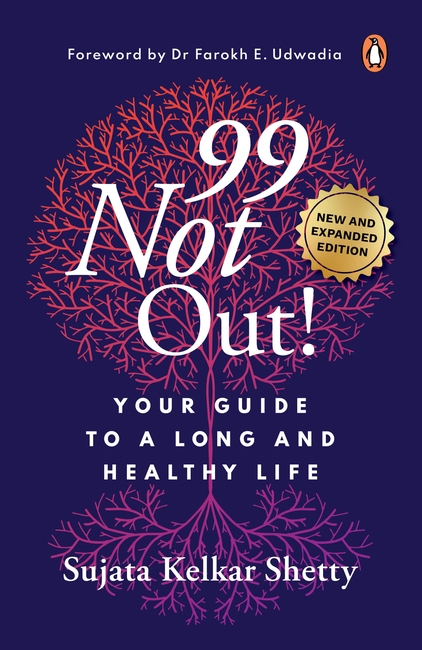 Foreword by Dr Farokh E. Udwadia
99
Not
Out!
NEW AND
EXPANDED
EDITION
YOUR GUIDE
TO A LONG AND
HEALTHY LIFE
Sujata Kelkar Shetty